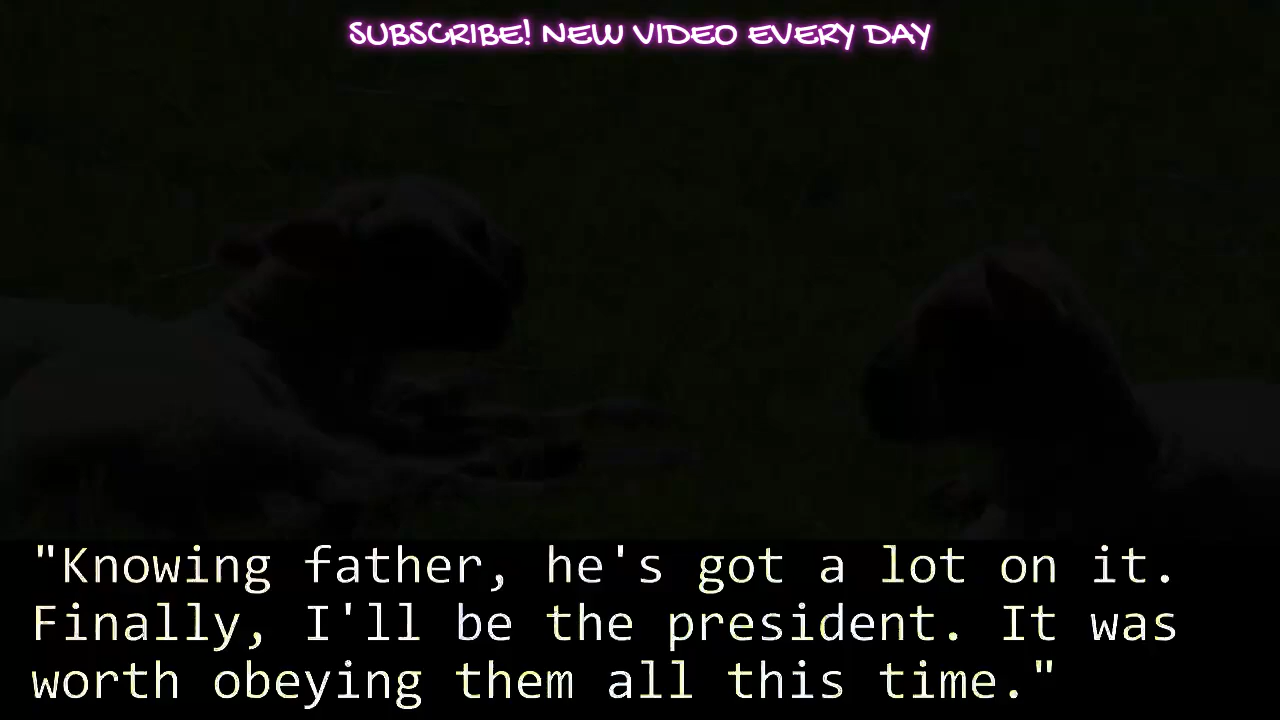 SUBSCRIBE! NEW VIDEO EVERY DAY
"Knowing father, he's got a lot on it.
Finally, I'll be the president. It was
worth obeying them all this time."